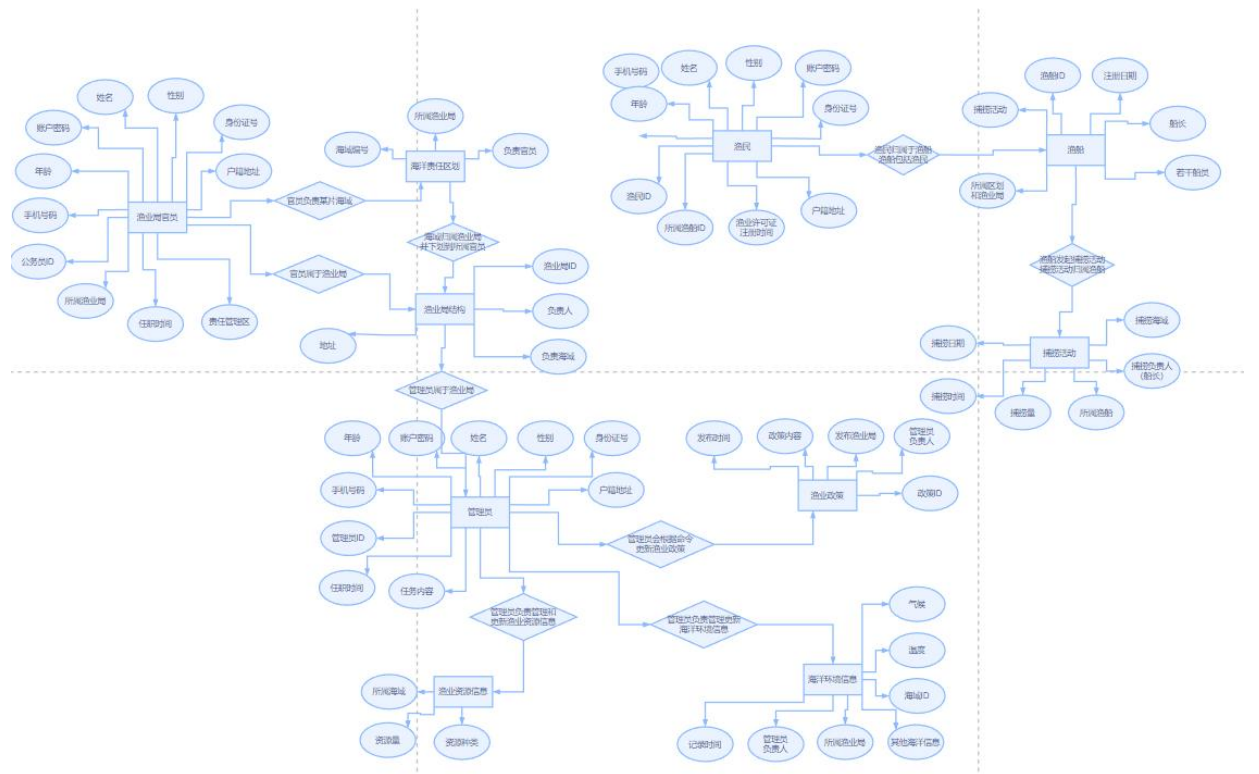 姓名
性别
账户密码
身份证号
年龄
户籍地址
手机号码
渔业局官员
公务员ID
所属渔业局
任职时间
责任管理区
官员负责某片海域
官员属于渔业局
所属渔业局
海域编号
负责官员
海洋责任区划
海域归属渔业局
并下划到所属官员
渔业局ID
渔业局结构
负责人
地址
负责海域
管理员属于渔业局
手机号码
姓名
性别
账户密码
年龄
身份证号
渔民
渔民ID
所属渔船ID
渔业许可证
注册时间
户籍地址
渔民归属于渔船
渔船包括渔民
渔船ID
注册日期
捕捞活动
船长
渔船
所属区划
和渔业局
若干船员
渔船发起捕捞活动
捕捞活动归属渔船
捕捞海域
捕捞日期
捕捞活动
捕捞负责人
(船长)
捕捞时间
捕捞量
所属渔船
年龄
账户密码
姓名
性别
身份证号
手机号码
户籍地址
管理员
管理员ID
任职时间
任务内容
管理员会根据命令
更新渔业政策
发布时间
政策内容
发布渔业局
管理员
负责人
渔业政策
政策ID
管理员负责管理和
更新渔业资源信息
管理员负责管理更新
海洋环境信息
所属海域
渔业资源信息
资源量
资源种类
气候
温度
海洋环境信息
海域ID
记录时间
管理员
负责人
所属渔业局
其他海洋信息